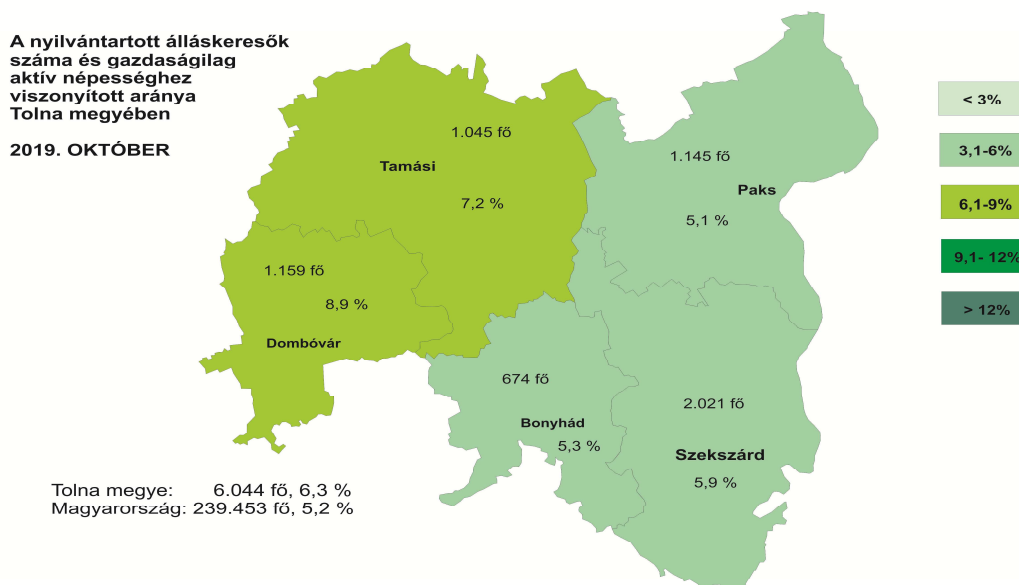 A nyilvántartott álláskeresők
száma és gazdaságilag
aktív népességhez
viszonyított aránya
Tolna megyében
2019. OKTÓBER
1.045 fő
Tamási
7,2 %
1.145 fő
Paks
5,1 %
1.159 fő
8,9 %
Dombóvár
674 fő
Bonyhád
5,3 %
2.021 fő
Szekszárd
5,9 %
< 3%
3,1-6%
6,1-9%
9,1- 12%
> 12%
Tolna megye: 6.044 fő, 6,3 %
Magyarország: 239.453 fő, 5,2 %